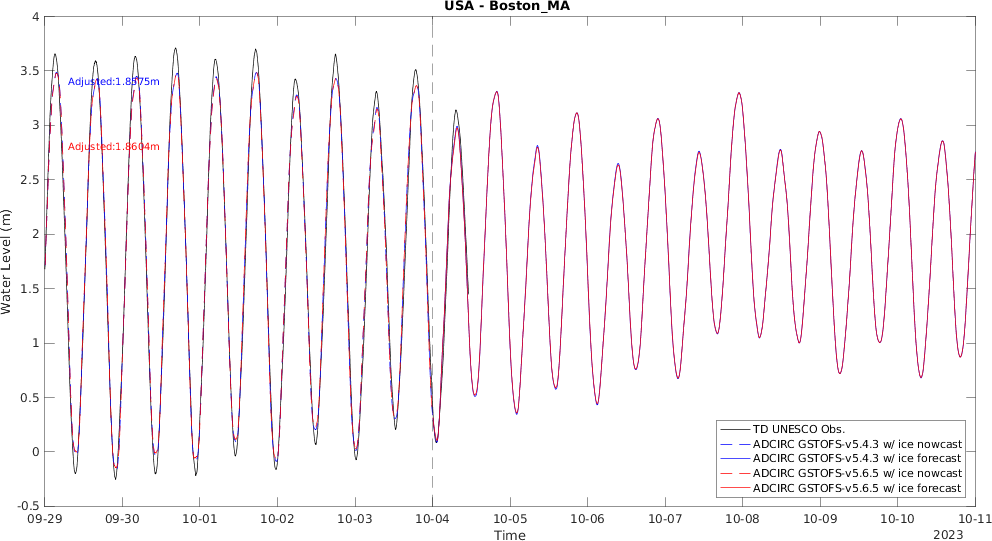 USA - Boston_MA
4
3.5
3
2.5
2
1.5
1
0.5
0
-0.5
Water Level (m)
Adjusted:1.8575m
Adjusted:1.8604m
TD UNESCO Obs.
ADCIRC GSTOFS-v5.4.3 w/ ice nowcast
ADCIRC GSTOFS-v5.4.3 w/ ice forecast
ADCIRC GSTOFS-v5.6.5 w/ ice nowcast
ADCIRC GSTOFS-v5.6.5 w/ ice forecast
09-29 09-30 10-01 10-02 10-03 10-04 10-05 10-06 10-07 10-08 10-09 10-10 10-11
Time
2023